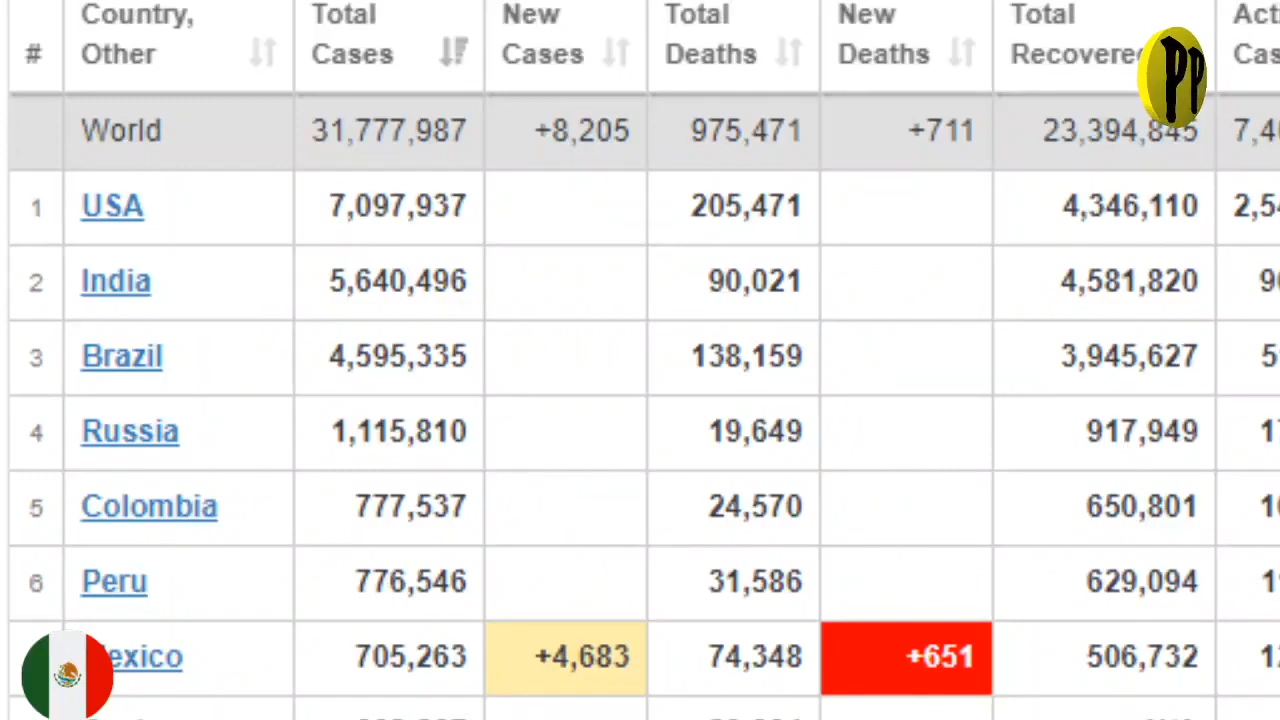 # Country, Other Total Cases New Cases Total Deaths New Deaths Total Recovered
World 31,777,987 +8,205 975,471 +711 23,394,845
1 USA 7,097,937 205,471 4,346,110
2 India 5,640,496 90,021 4,581,820
3 Brazil 4,595,335 138,159 3,945,627
4 Russia 1,115,810 19,649 917,949
5 Colombia 777,537 24,570 650,801
6 Peru 776,546 31,586 629,094
exico 705,263 +4,683 74,348 +651 506,732
PP